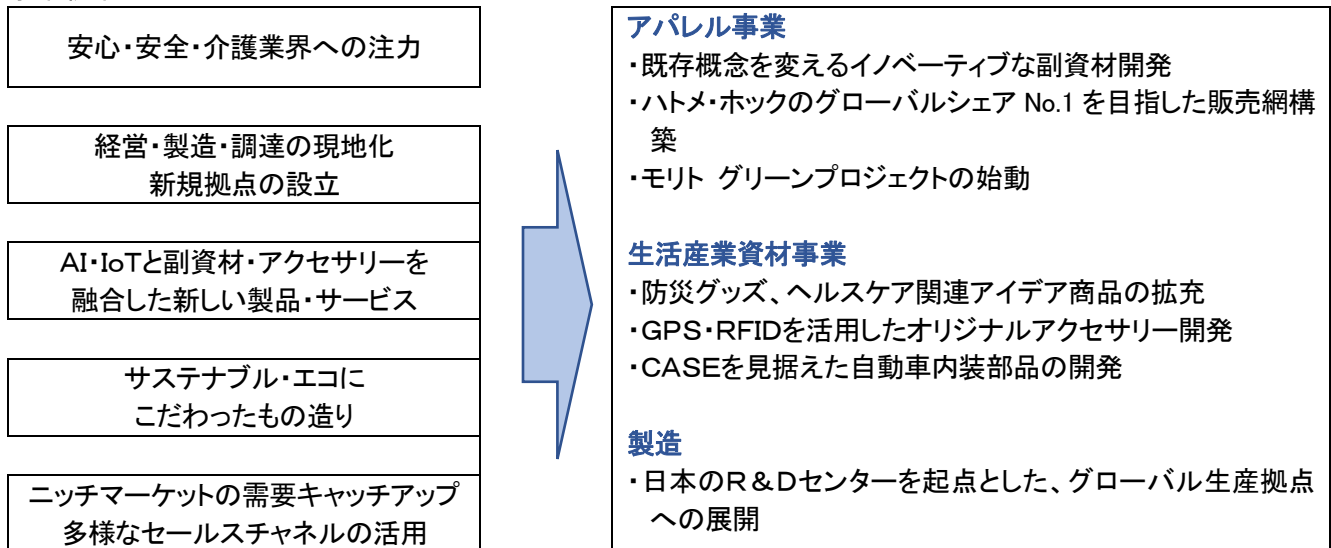 安心・安全・介護業界への注力
経営・製造・調達の現地化
新規拠点の設立
AI・IoTと副資材・アクセサリーを
融合した新しい製品・サービス
サステナブル・エコに
こだわったもの造り
ニッチマーケットの需要キャッチアップ
多様なセールスチャネルの活用
アパレル事業
・既存概念を変えるイノベーティブな副資材開発
・ハトメ・ホックのグローバルシェア No.1 を目指した販売網構
築
・モリト グリーンプロジェクトの始動
生活産業資材事業
・防災グッズ、ヘルスケア関連アイデア商品の拡充
・GPS・RFIDを活用したオリジナルアクセサリー開発
・CASEを見据えた自動車内装部品の開発
製造
・日本のR&Dセンターを起点とした、グローバル生産拠点
への展開